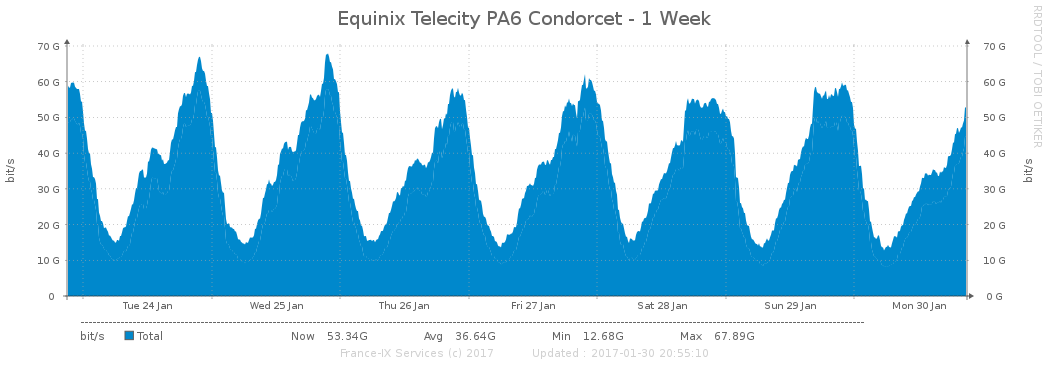 Equinix Telecity PA6 Condorcet - 1 Week
RRDTOOL / TOBI OETIKER
70 G 70 G
60 G 60 G
50 G 50 G
40 G 40 G
30 G 30 G
20 G 20 G
10 G 10 G
0 0 G
bit/s
bit/s
Tue 24 Jan Wed 25 Jan Thu 26 Jan Fri 27 Jan Sat 28 Jan Sun 29 Jan Mon 30 Jan
bit/s Total Now 53.34G Avg 36.64G Min 12.68G Max 67.89G
France-IX Services (c) 2017 Updated : 2017-01-30 20:55:10